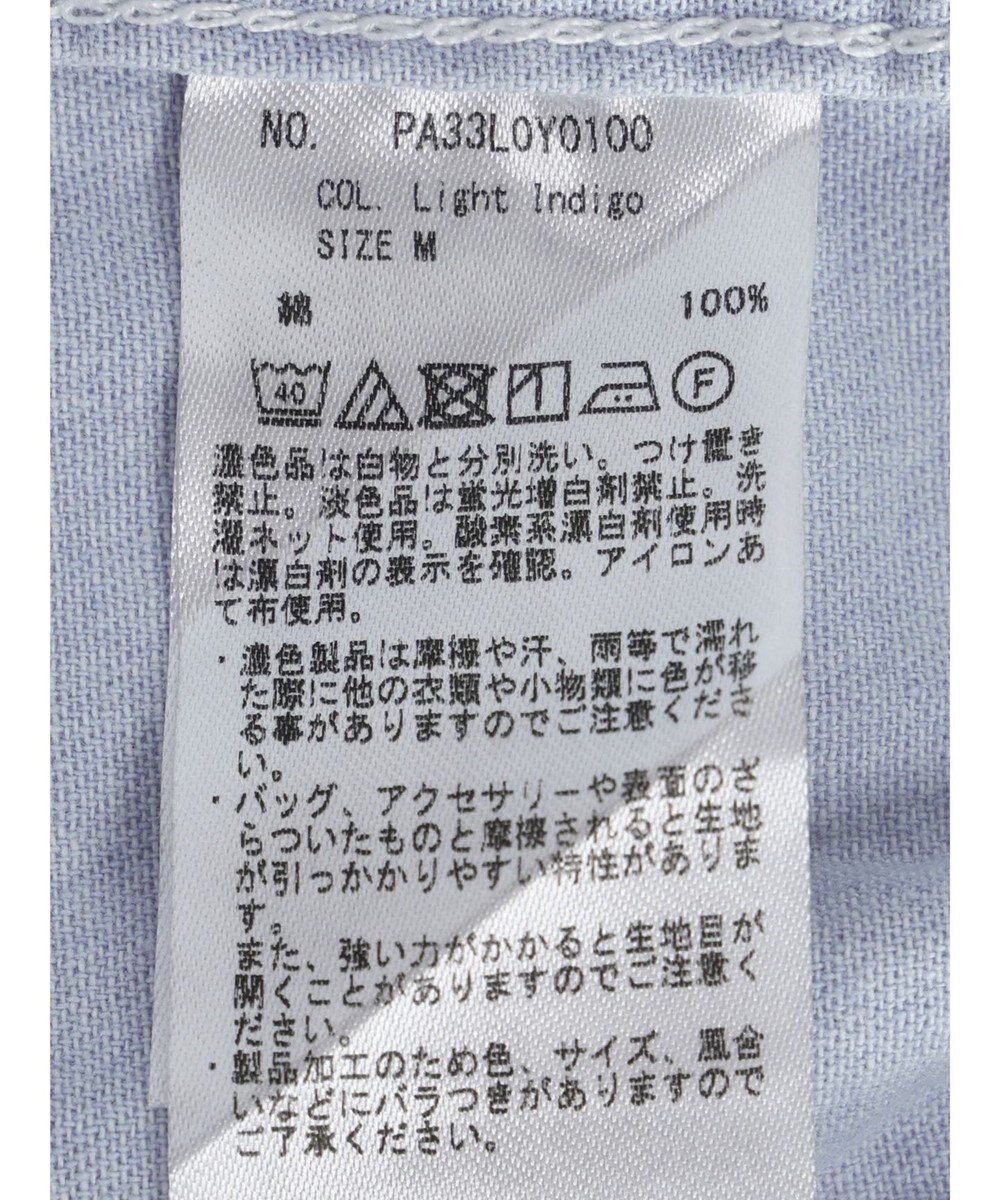 NO. PA33L0Y0100
COL. Light Indigo
SIZE M
綿 100%
40 F
濃色品は白物と分別洗い。つけ置き
禁止。淡色品は蛍光増白剤禁止。洗
濯ネット使用。酸素系漂白剤使用時
は漂白剤の表示を確認。アイロンあ
て布使用。
・濃色製品は摩擦や汗、雨等で濡れ
た際に他の衣類や小物類に色が移さ
る事がありますのでご注意くださ
い。
・バッグ、アクセサリーや表面のざ
らついたものと摩擦されると生地
が引っかかりやすい特性がありま
す。
また、強い力がかかると生地目が
開くことがありますのでご注意く
ださい。
・製品加工のため色、サイズ、風合
いなどにバラつきがありますので
ご了承ください。